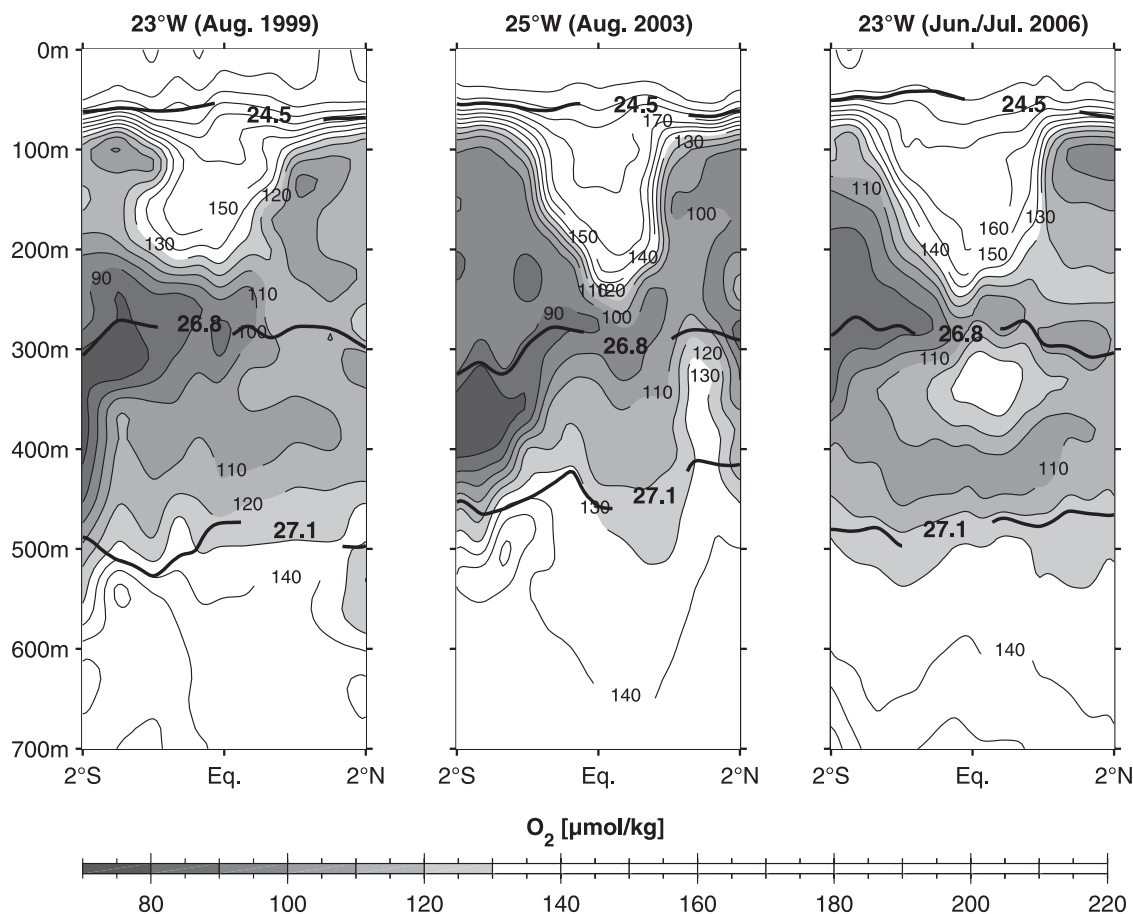 23°W (Aug. 1999)
25°W (Aug. 2003)
23°W (Jun./Jul. 2006)
0m
100m
200m
300m
400m
500m
600m
700m
24.5
120
150
130
90
110
26.8
100
110
120
27.1
140
24.5
170
130
100
150
140
110
120
100
90
26.8
120
130
110
27.1
130
140
24.5
110
130
160
140
150
26.8
110
110
27.1
140
2°S
Eq.
2°N
2°S
Eq.
2°N
2°S
Eq.
2°N
O2 [µmol/kg]
80
100
120
140
160
180
200
220